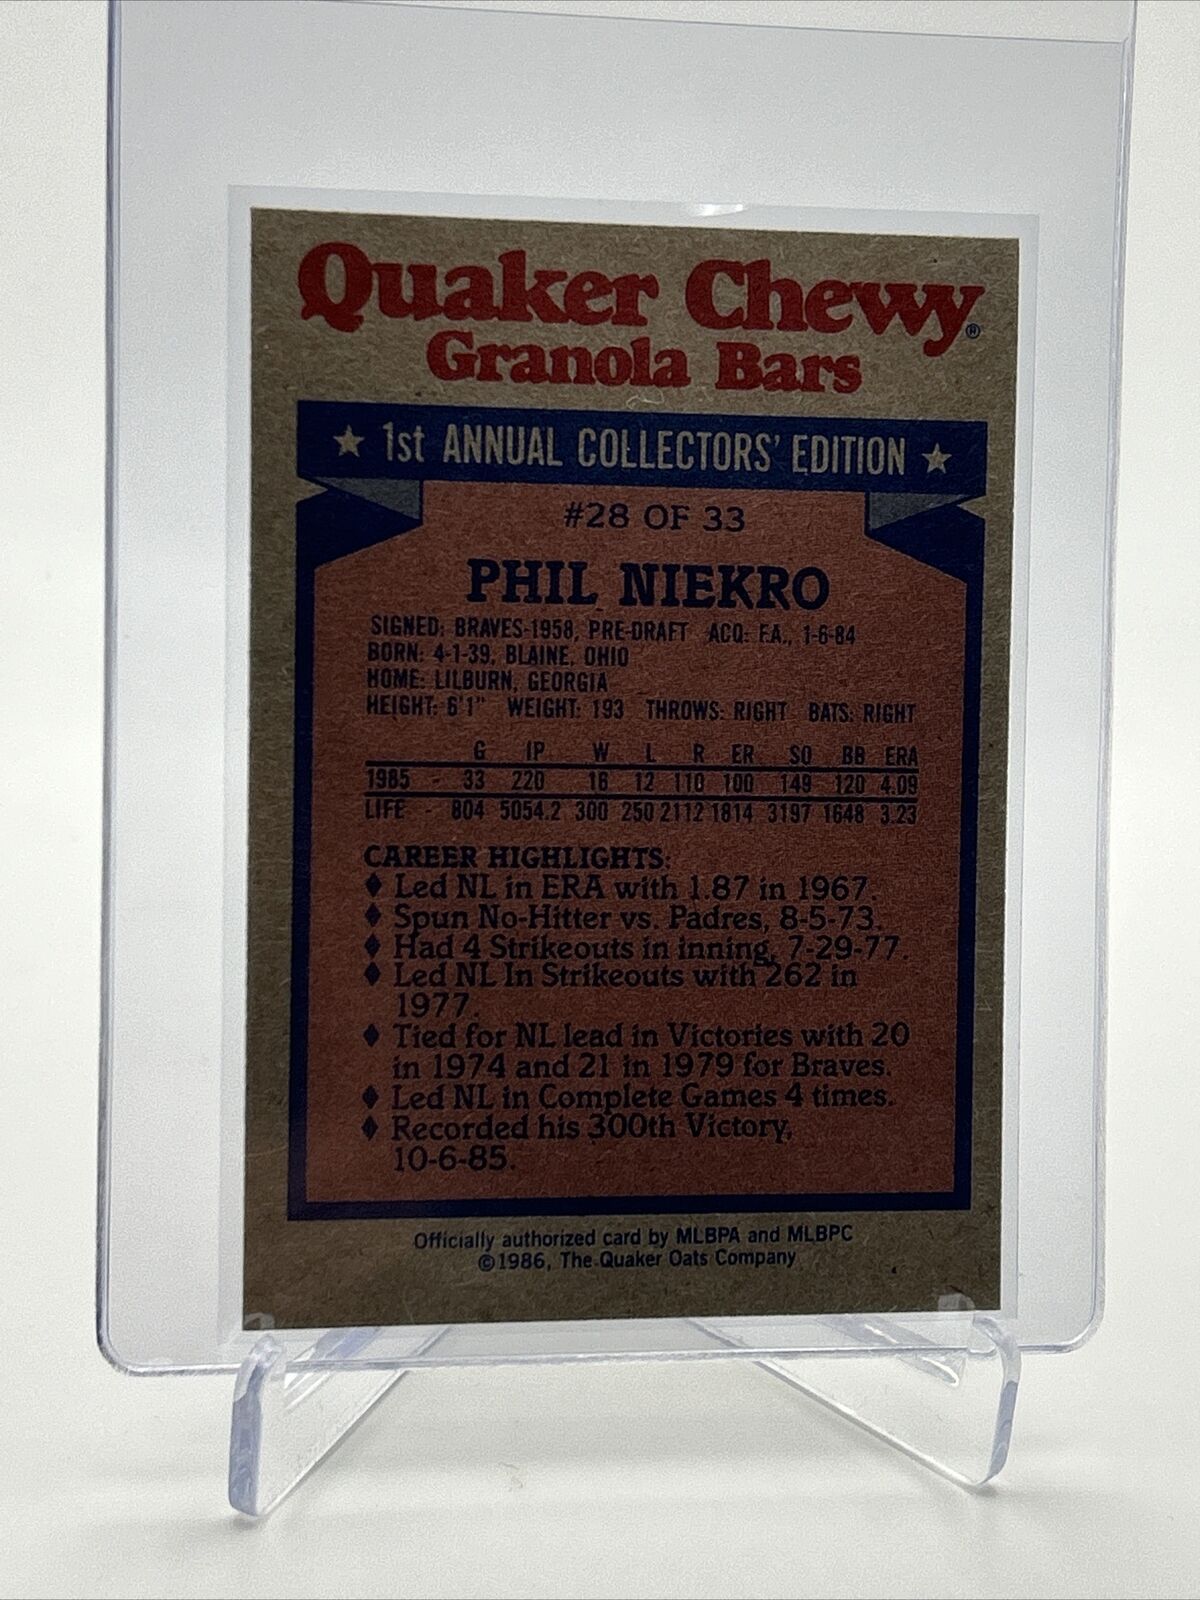 Quaker Chewy®
Granola Bars
★ 1st ANNUAL COLLECTORS' EDITION ★
#28 OF 33
PHIL NIEKRO
SIGNED: BRAVES-1958, PRE-DRAFT ACQ: F.A., 1-6-84
BORN: 4-1-39, BLAINE, OHIO
HOME: LILBURN, GEORGIA
HEIGHT: 6'1" WEIGHT: 193 THROWS: RIGHT BATS: RIGHT
G IP W L R ER SO BB ERA
1985 - 33 220 16 12 110 100 149 120 4.09
LIFE - 804 5054.2 300 250 2112 1814 3197 1648 3.23
CAREER HIGHLIGHTS:
♦ Led NL in ERA with 1.87 in 1967.
♦ Spun No-Hitter vs. Padres, 8-5-73.
♦ Had 4 Strikeouts in inning, 7-29-77.
♦ Led NL In Strikeouts with 262 in
1977.
♦ Tied for NL lead in Victories with 20
in 1974 and 21 in 1979 for Braves.
♦ Led NL in Complete Games 4 times.
♦ Recorded his 300th Victory,
10-6-85.
Officially authorized card by MLBPA and MLBPC
©1986, The Quaker Oats Company